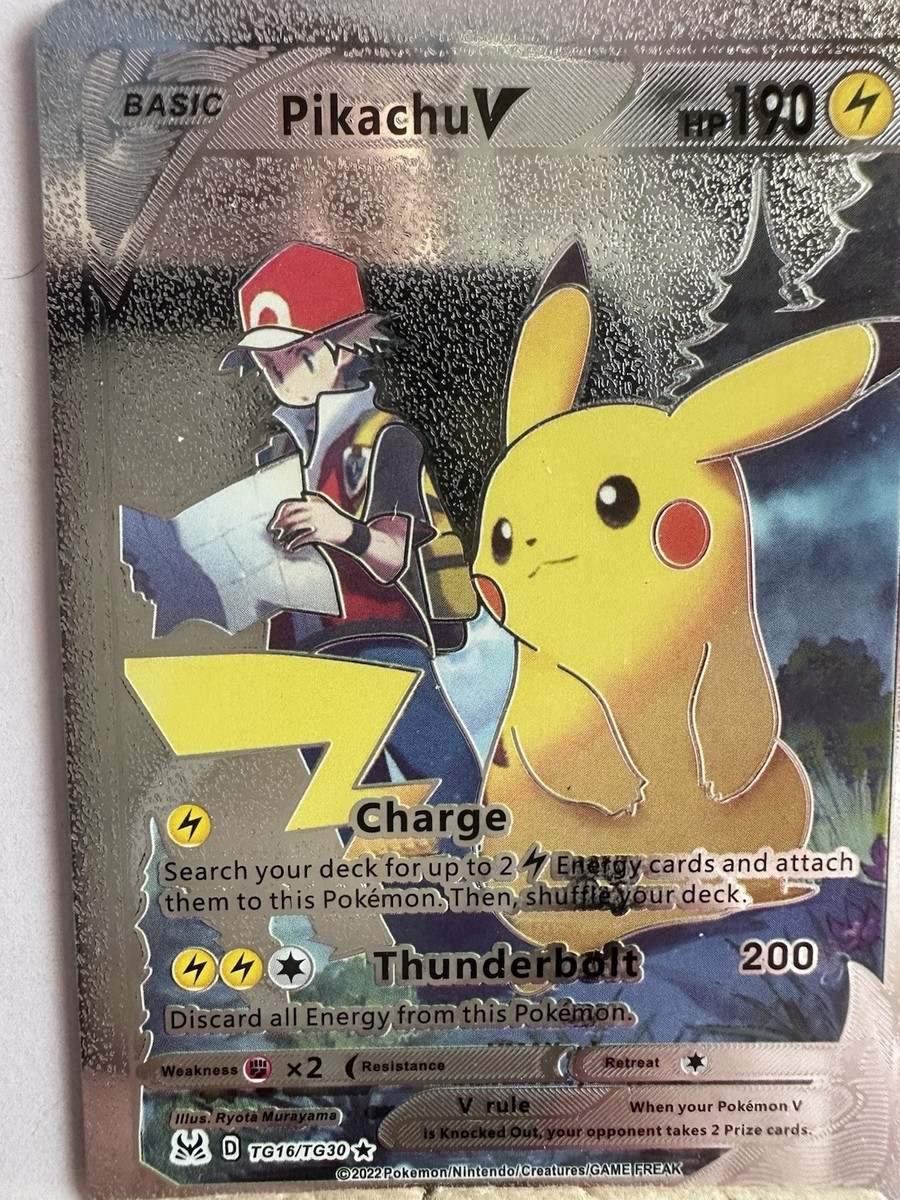 BASIC PikachuV HP190
Charge
Search your deck for up to 2 Energy cards and attach
them to this Pokémon. Then, shuffle your deck.
Thunderbolt 200
Discard all Energy from this Pokémon.
Weakness ×2 Resistance Retreat
V rule When your Pokémon V
is Knocked Out, your opponent takes 2 Prize cards.
Illus. Ryota Murayama
D TG16/TG30
©2022 Pokémon/Nintendo/Creatures/GAME FREAK